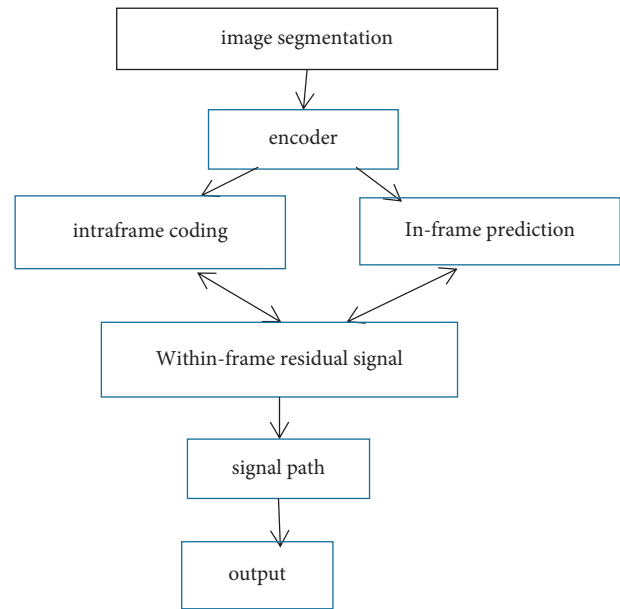 image segmentation
encoder
intraframe coding
In-frame prediction
Within-frame residual signal
signal path
output